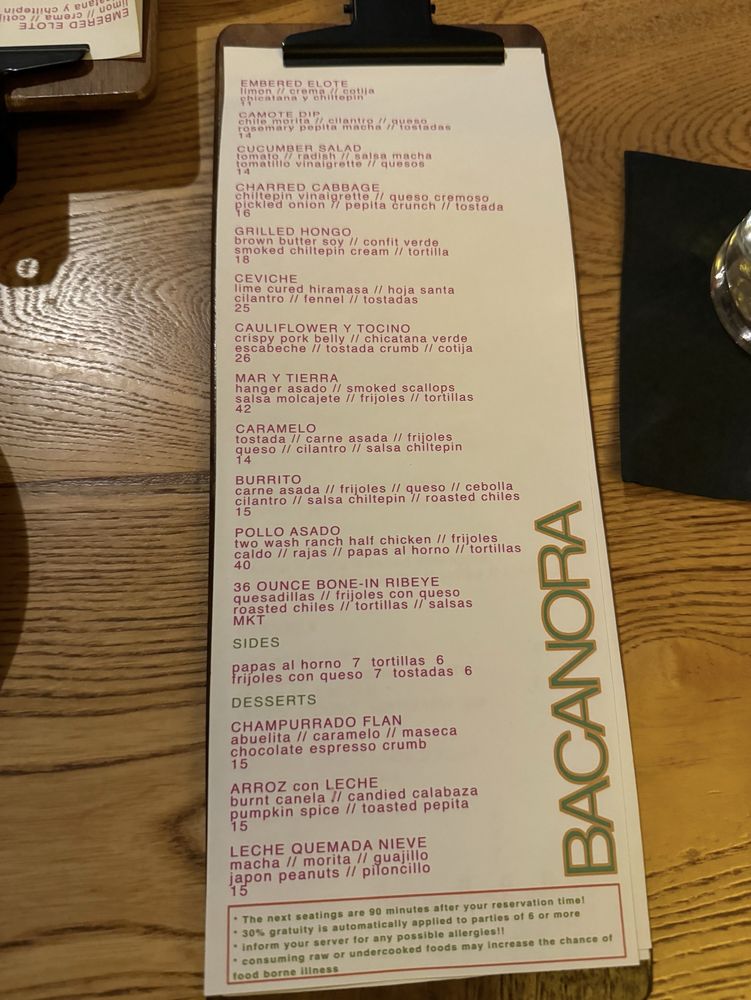 EMBERED ELOTE
limon // crema // cotija
chicatana y chiltepin
11
CAMOTE DIP
chile morita // cilantro // queso
rosemary pepita macha // tostadas
14
CUCUMBER SALAD
tomato // radish // salsa macha
tomatillo vinaigrette // quesos
14
CHARRED CABBAGE
chiltepin vinaigrette // queso cremoso
pickled onion // pepita crunch // tostada
16
GRILLED HONGO
brown butter soy // confit verde
smoked chiltepin cream // tortilla
18
CEVICHE
lime cured hiramasa // hoja santa
cilantro // fennel // tostadas
25
CAULIFLOWER Y TOCINO
crispy pork belly // chicatana verde
escabeche // tostada crumb // cotija
26
MAR Y TIERRA
hanger asado // smoked scallops
salsa molcajete // frijoles // tortillas
42
CARAMELO
tostada // carne asada // frijoles
queso // cilantro // salsa chiltepin
14
BURRITO
carne asada // frijoles // queso // cebolla
cilantro // salsa chiltepin // roasted chiles
15
POLLO ASADO
two wash ranch half chicken // frijoles
caldo // rajas // papas al horno // tortillas
40
36 OUNCE BONE-IN RIBEYE
quesadillas // frijoles con queso
roasted chiles // tortillas // salsas
MKT
SIDES
papas al horno 7 tortillas 6
frijoles con queso 7 tostadas 6
DESSERTS
CHAMPURRADO FLAN
abuelita // caramelo // maseca
chocolate espresso crumb
15
ARROZ con LECHE
burnt canela // candied calabaza
pumpkin spice // toasted pepita
15
LECHE QUEMADA NIEVE
macha // morita // guajillo
japon peanuts // piloncillo
15
* The next seatings are 90 minutes after your reservation time!
* 30% gratuity is automatically applied to parties of 6 or more
* inform your server for any possible allergies!!
* consuming raw or undercooked foods may increase the chance of
food borne illness
BACANORA
EMBERED ELOTE
limon // crema // cotij
chicatana y chiltepin